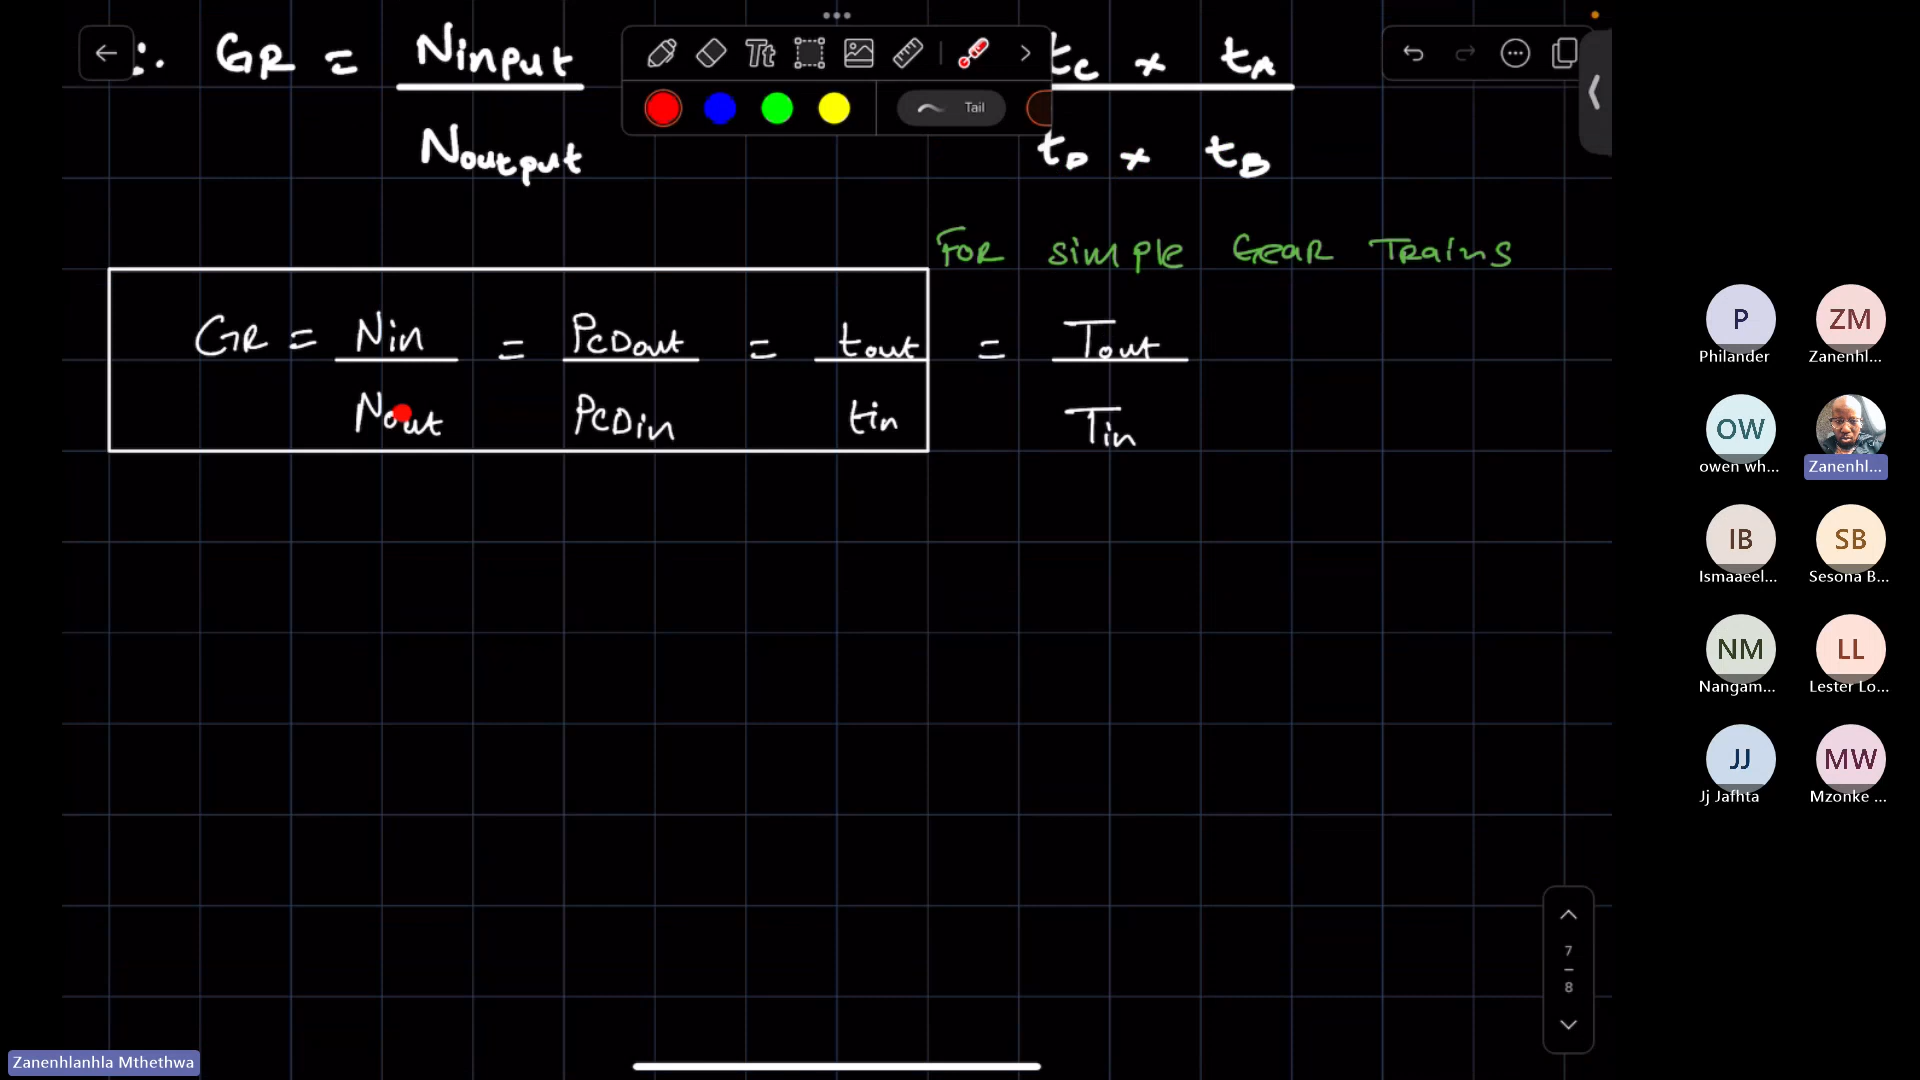 ∴ GR = Ninput / Noutput tC × tA / tD × tB
Tt
Tail
For simple Gear Trains
GR = Nin / Nout = PCDout / PCDin = tout / tin = Tout / Tin
7
8
P
Philander
ZM
Zanenhl...
OW
owen wh...
Zanenhl...
IB
Ismaaeel...
SB
Sesona B...
NM
Nangam...
LL
Lester Lo...
JJ
Jj Jafhta
MW
Mzonke ...
Zanenhlanhla Mthethwa